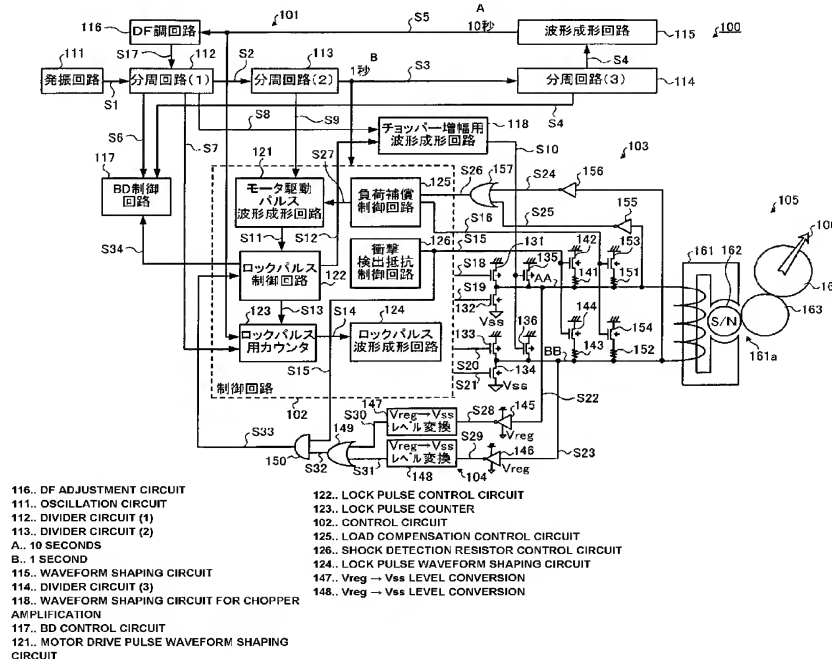 A
116
101
S5
10秒
DF調回路
波形成形回路
115
100
S17
112
B
111
S2
113
1秒
S3
S4
発振回路
分周回路(1)
分周回路(2)
分周回路(3)
114
S1
S8
S9
S4
S6
S7
チョッパー増幅用
波形成形回路
118
S10
117
121
S27
125
S26
157
S24
156
103
BD制御
回路
モータ駆動
パルス
波形成形回路
負荷補償
制御回路
S25
155
S16
105
S11
S12
126
S15
131
142
153
106
S34
衝撃
検出抵抗
制御回路
S18
135
161
162
ロックパルス
制御回路
122
S19
AA
141
151
132
144
154
123
S13
124
Vss
163
S14
133
136
S/N
ロックパルス
用カウンタ
ロックパルス
波形成形回路
S20
BB
143
152
161a
S15
S21
134
Vss
制御回路
102
147
S22
S30
Vreg→Vss
レベル変換
S28
145
S33
149
Vreg
S23
150
S32
S31
Vreg→Vss
レベル変換
S29
146
148
104
Vreg
116.. DF ADJUSTMENT CIRCUIT
111.. OSCILLATION CIRCUIT
112.. DIVIDER CIRCUIT (1)
113.. DIVIDER CIRCUIT (2)
A.. 10 SECONDS
B.. 1 SECOND
115.. WAVEFORM SHAPING CIRCUIT
114.. DIVIDER CIRCUIT (3)
118.. WAVEFORM SHAPING CIRCUIT FOR CHOPPER
AMPLIFICATION
117.. BD CONTROL CIRCUIT
121.. MOTOR DRIVE PULSE WAVEFORM SHAPING
CIRCUIT
122.. LOCK PULSE CONTROL CIRCUIT
123.. LOCK PULSE COUNTER
102.. CONTROL CIRCUIT
125.. LOAD COMPENSATION CONTROL CIRCUIT
126.. SHOCK DETECTION RESISTOR CONTROL CIRCUIT
124.. LOCK PULSE WAVEFORM SHAPING CIRCUIT
147.. Vreg → Vss LEVEL CONVERSION
148.. Vreg → Vss LEVEL CONVERSION